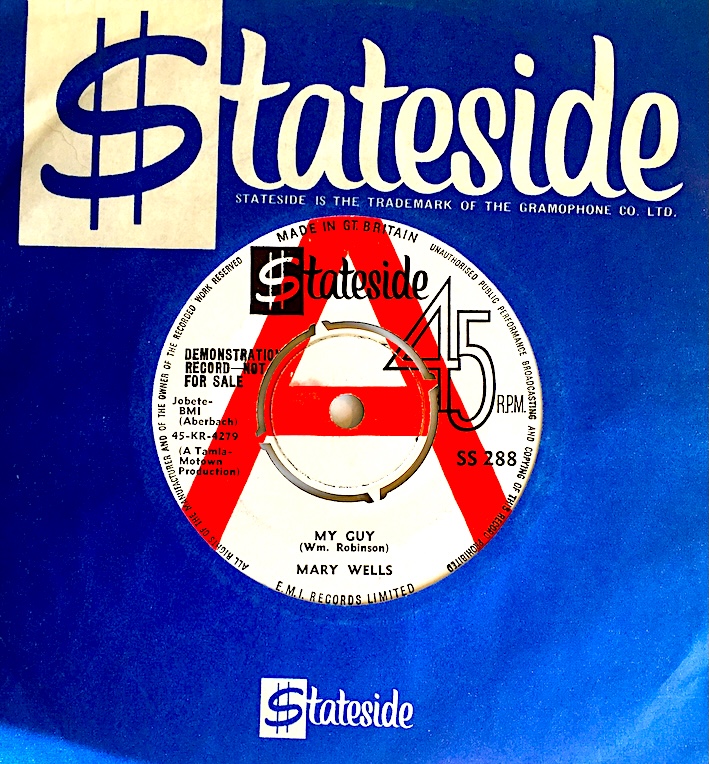 $tateside
STATESIDE IS THE TRADEMARK OF THE GRAMOPHONE CO. LTD.
MADE IN GT. BRITAIN
UNAUTHORISED PUBLIC PERFORMANCE BROADCASTING AND COPYING OF THIS RECORD PROHIBITED
ALL RIGHTS OF THE MANUFACTURER AND OF THE OWNER OF THE RECORDED WORK RESERVED
$tateside
A
45
R.P.M.
DEMONSTRATION
RECORD—NOT
FOR SALE
Jobete-
BMI
(Aberbach)
45-KR-4279
(A Tamla-
Motown
Production)
SS 288
MY GUY
(Wm. Robinson)
MARY WELLS
E.M.I. RECORDS LIMITED
$tateside